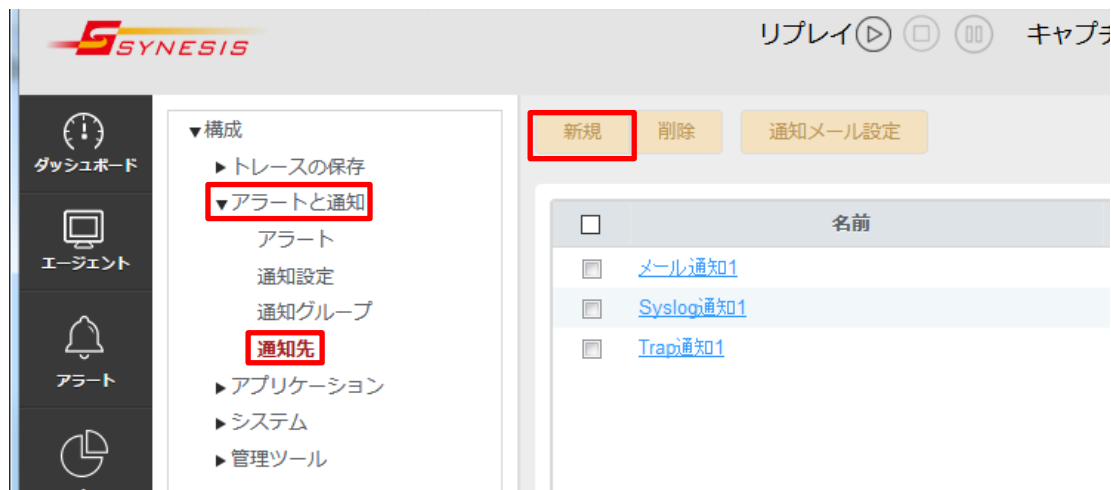 SYNESIS
リプレイ
キャプチ
ダッシュボード
エージェント
アラート
▼構成
▶トレースの保存
▼アラートと通知
アラート
通知設定
通知グループ
通知先
▶アプリケーション
▶システム
▶管理ツール
新規 削除 通知メール設定
名前
メール通知1
Syslog通知1
Trap通知1